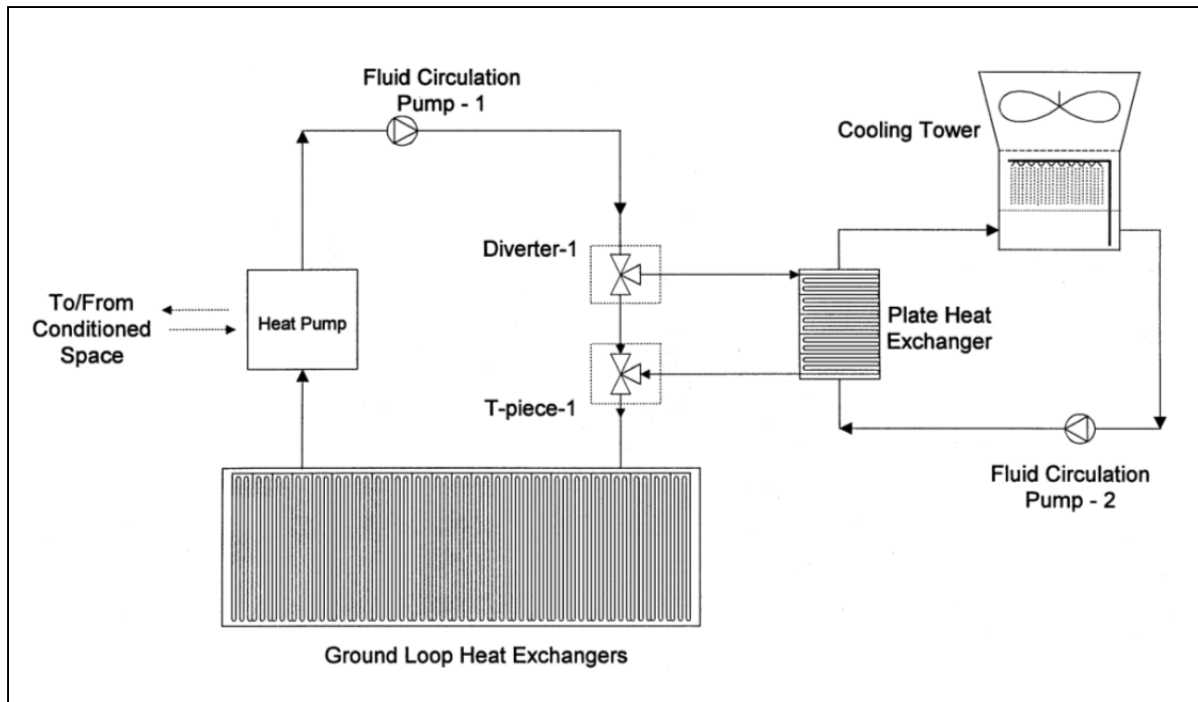 Fluid Circulation
Pump - 1
Cooling Tower
Diverter-1
To/From
Conditioned
Space
Heat Pump
Plate Heat
Exchanger
T-piece-1
Fluid Circulation
Pump - 2
Ground Loop Heat Exchangers